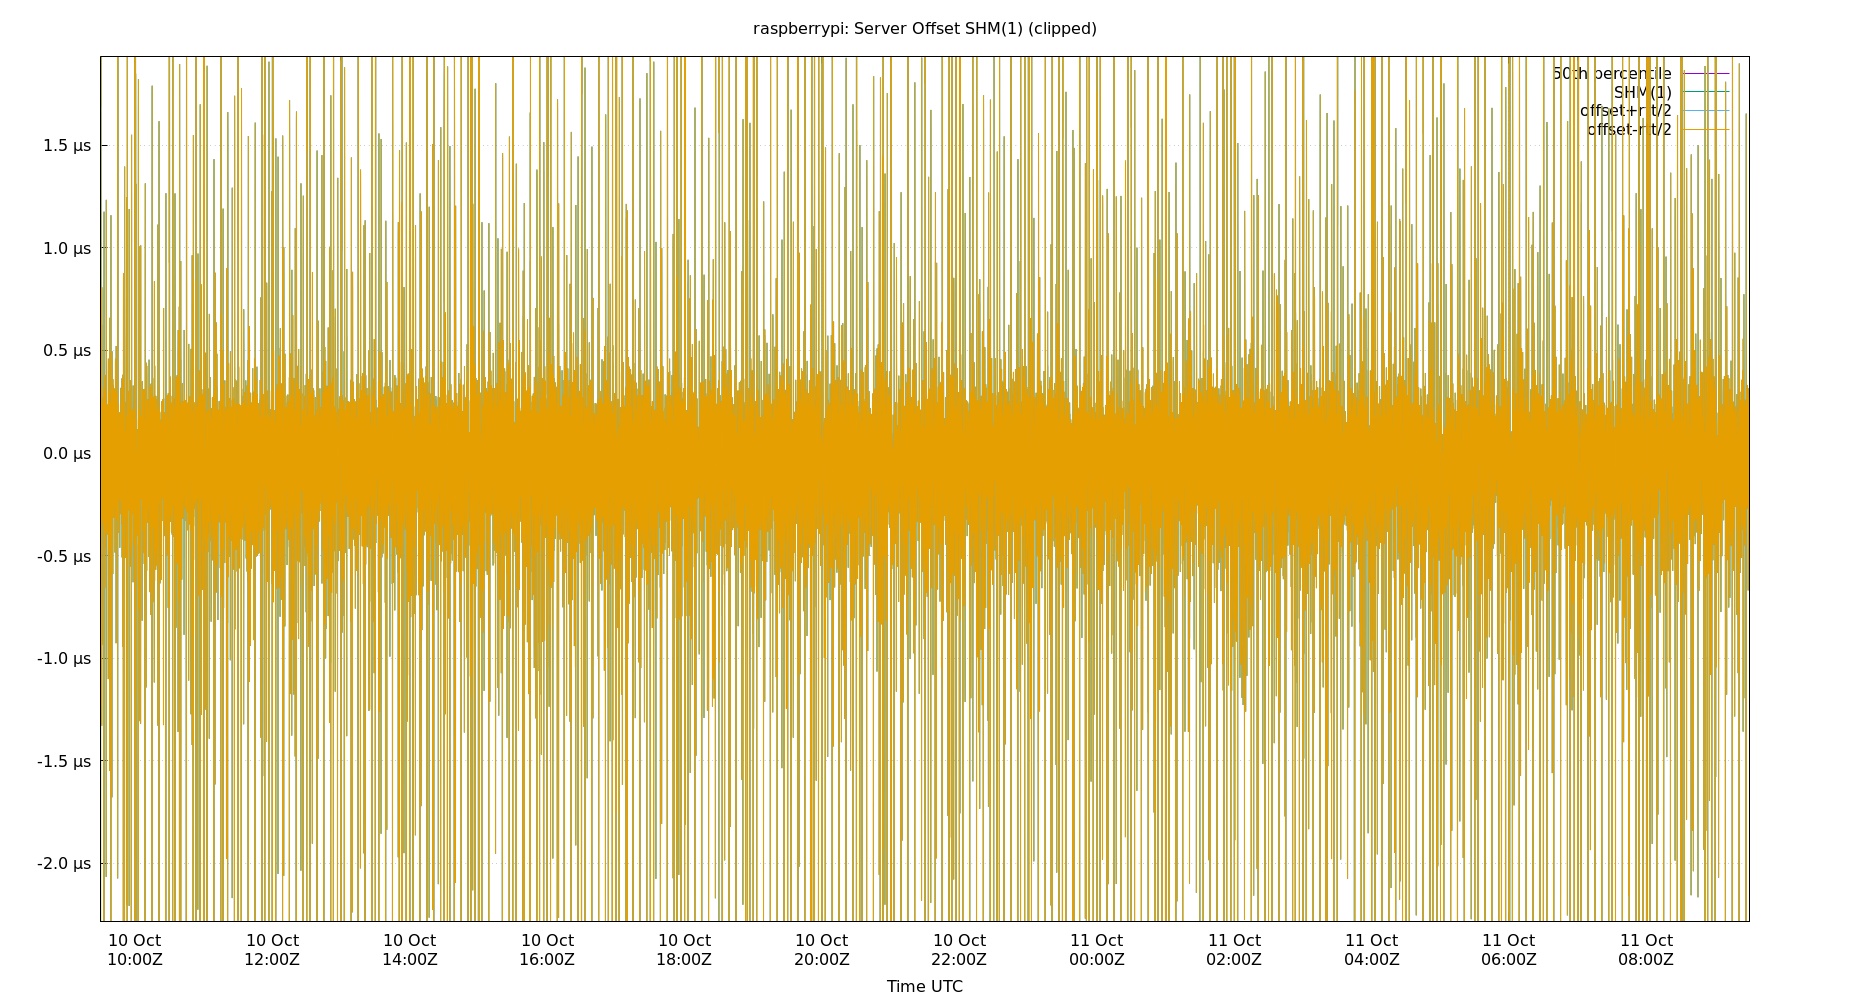 raspberrypi: Server Offset SHM(1) (clipped)
50th percentile
SHM(1)
offset+rtt/2
offset-rtt/2
1.5 µs
1.0 µs
0.5 µs
0.0 µs
-0.5 µs
-1.0 µs
-1.5 µs
-2.0 µs
10 Oct 10 Oct 10 Oct 10 Oct 10 Oct 10 Oct 10 Oct 11 Oct 11 Oct 11 Oct 11 Oct 11 Oct
10:00Z 12:00Z 14:00Z 16:00Z 18:00Z 20:00Z 22:00Z 00:00Z 02:00Z 04:00Z 06:00Z 08:00Z
Time UTC